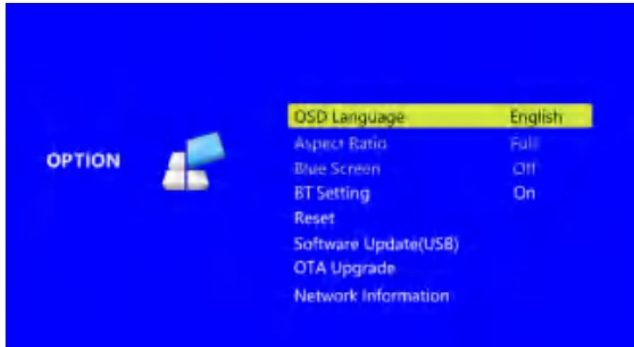 OPTION
OSD Language English
Aspect Ratio Full
Blue Screen Off
BT Setting On
Reset
Software Update(USB)
OTA Upgrade
Network Information